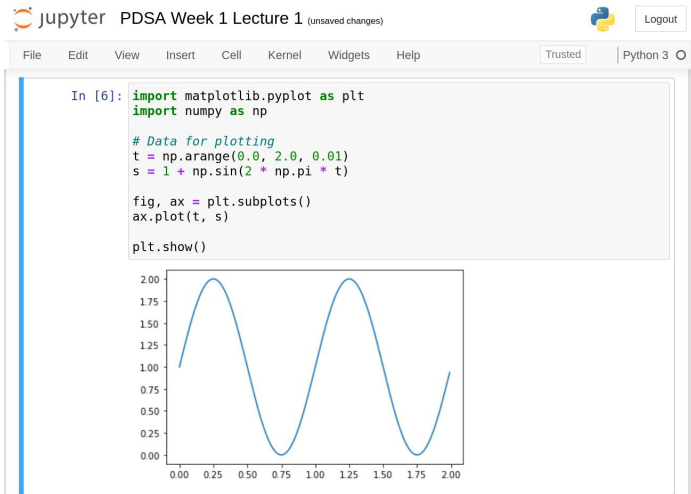 jupyter PDSA Week 1 Lecture 1 (unsaved changes) Logout
File Edit View Insert Cell Kernel Widgets Help Trusted Python 3
In [6]: import matplotlib.pyplot as plt
import numpy as np
# Data for plotting
t = np.arange(0.0, 2.0, 0.01)
s = 1 + np.sin(2 * np.pi * t)
fig, ax = plt.subplots()
ax.plot(t, s)
plt.show()
2.00
1.75
1.50
1.25
1.00
0.75
0.50
0.25
0.00
0.00 0.25 0.50 0.75 1.00 1.25 1.50 1.75 2.00